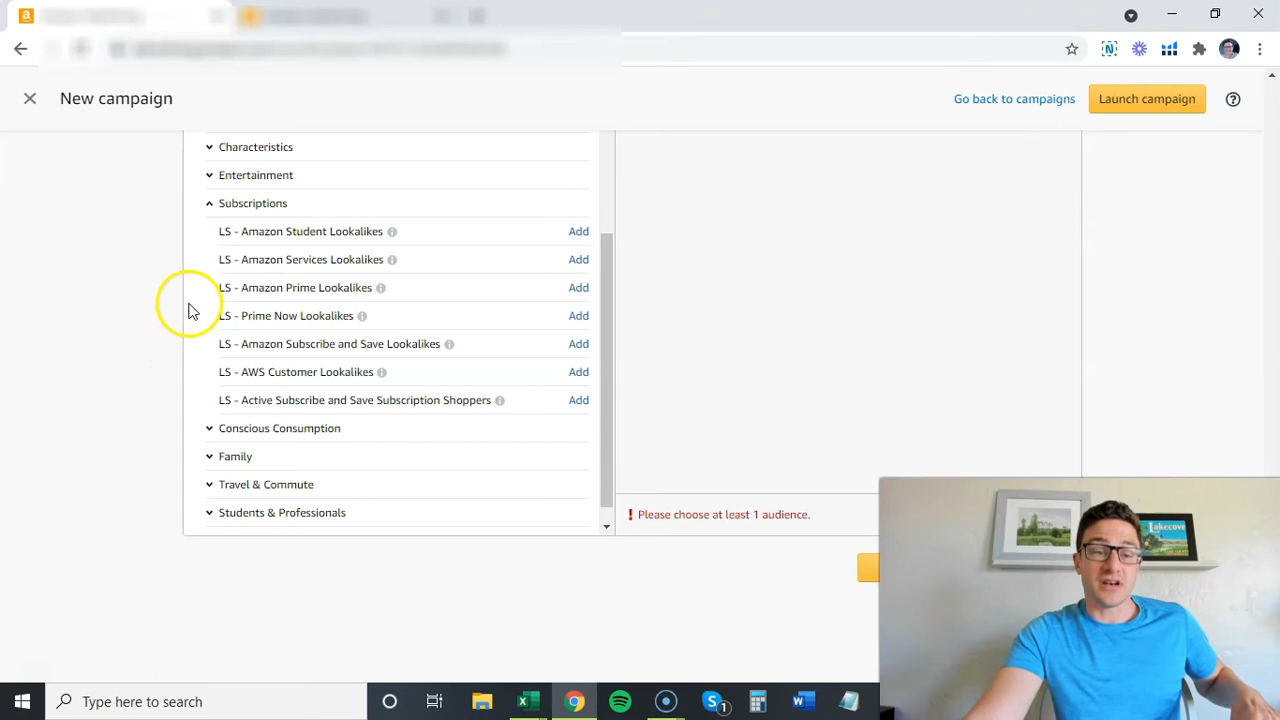 New campaign
Go back to campaigns
Launch campaign
Characteristics
Entertainment
Subscriptions
LS - Amazon Student Lookalikes Add
LS - Amazon Services Lookalikes Add
LS - Amazon Prime Lookalikes Add
LS - Prime Now Lookalikes Add
LS - Amazon Subscribe and Save Lookalikes Add
LS - AWS Customer Lookalikes Add
LS - Active Subscribe and Save Subscription Shoppers Add
Conscious Consumption
Family
Travel & Commute
Students & Professionals
! Please choose at least 1 audience.
Lakecove
Type here to search
1